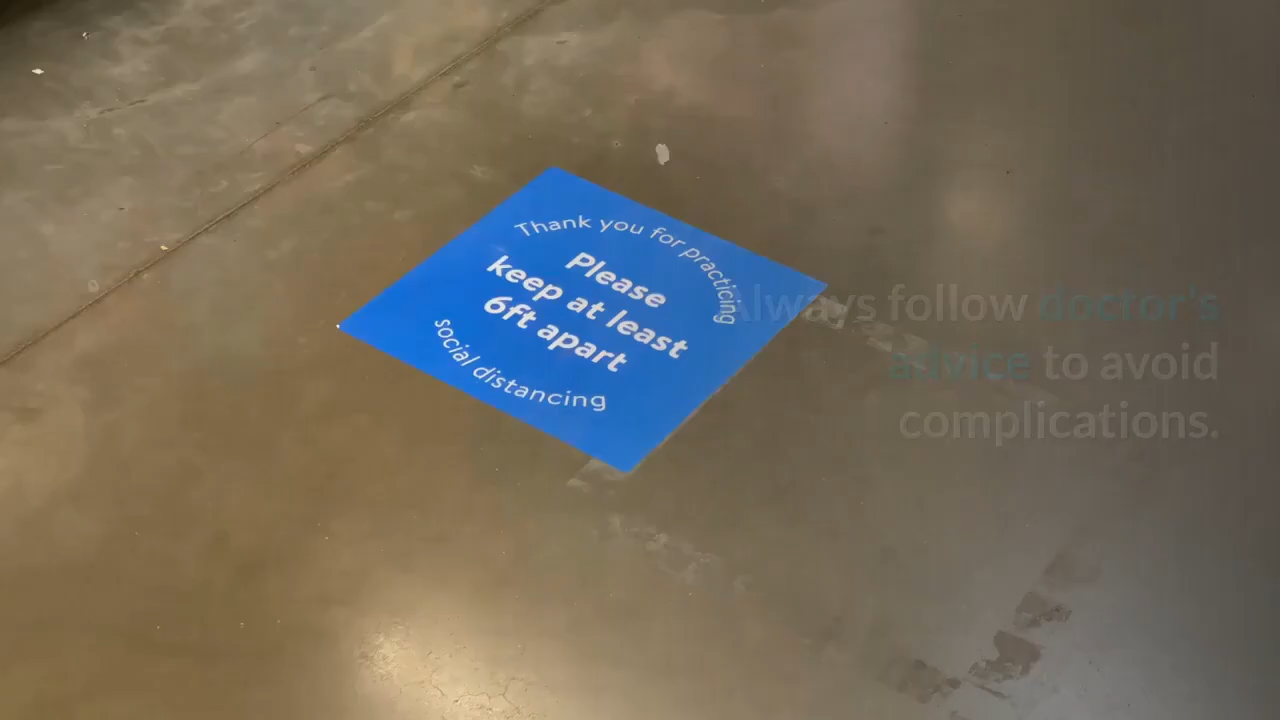 Thank you for practicing
Please
keep at least
6ft apart
Social distancing
Always follow doctor's
advice to avoid
complications.